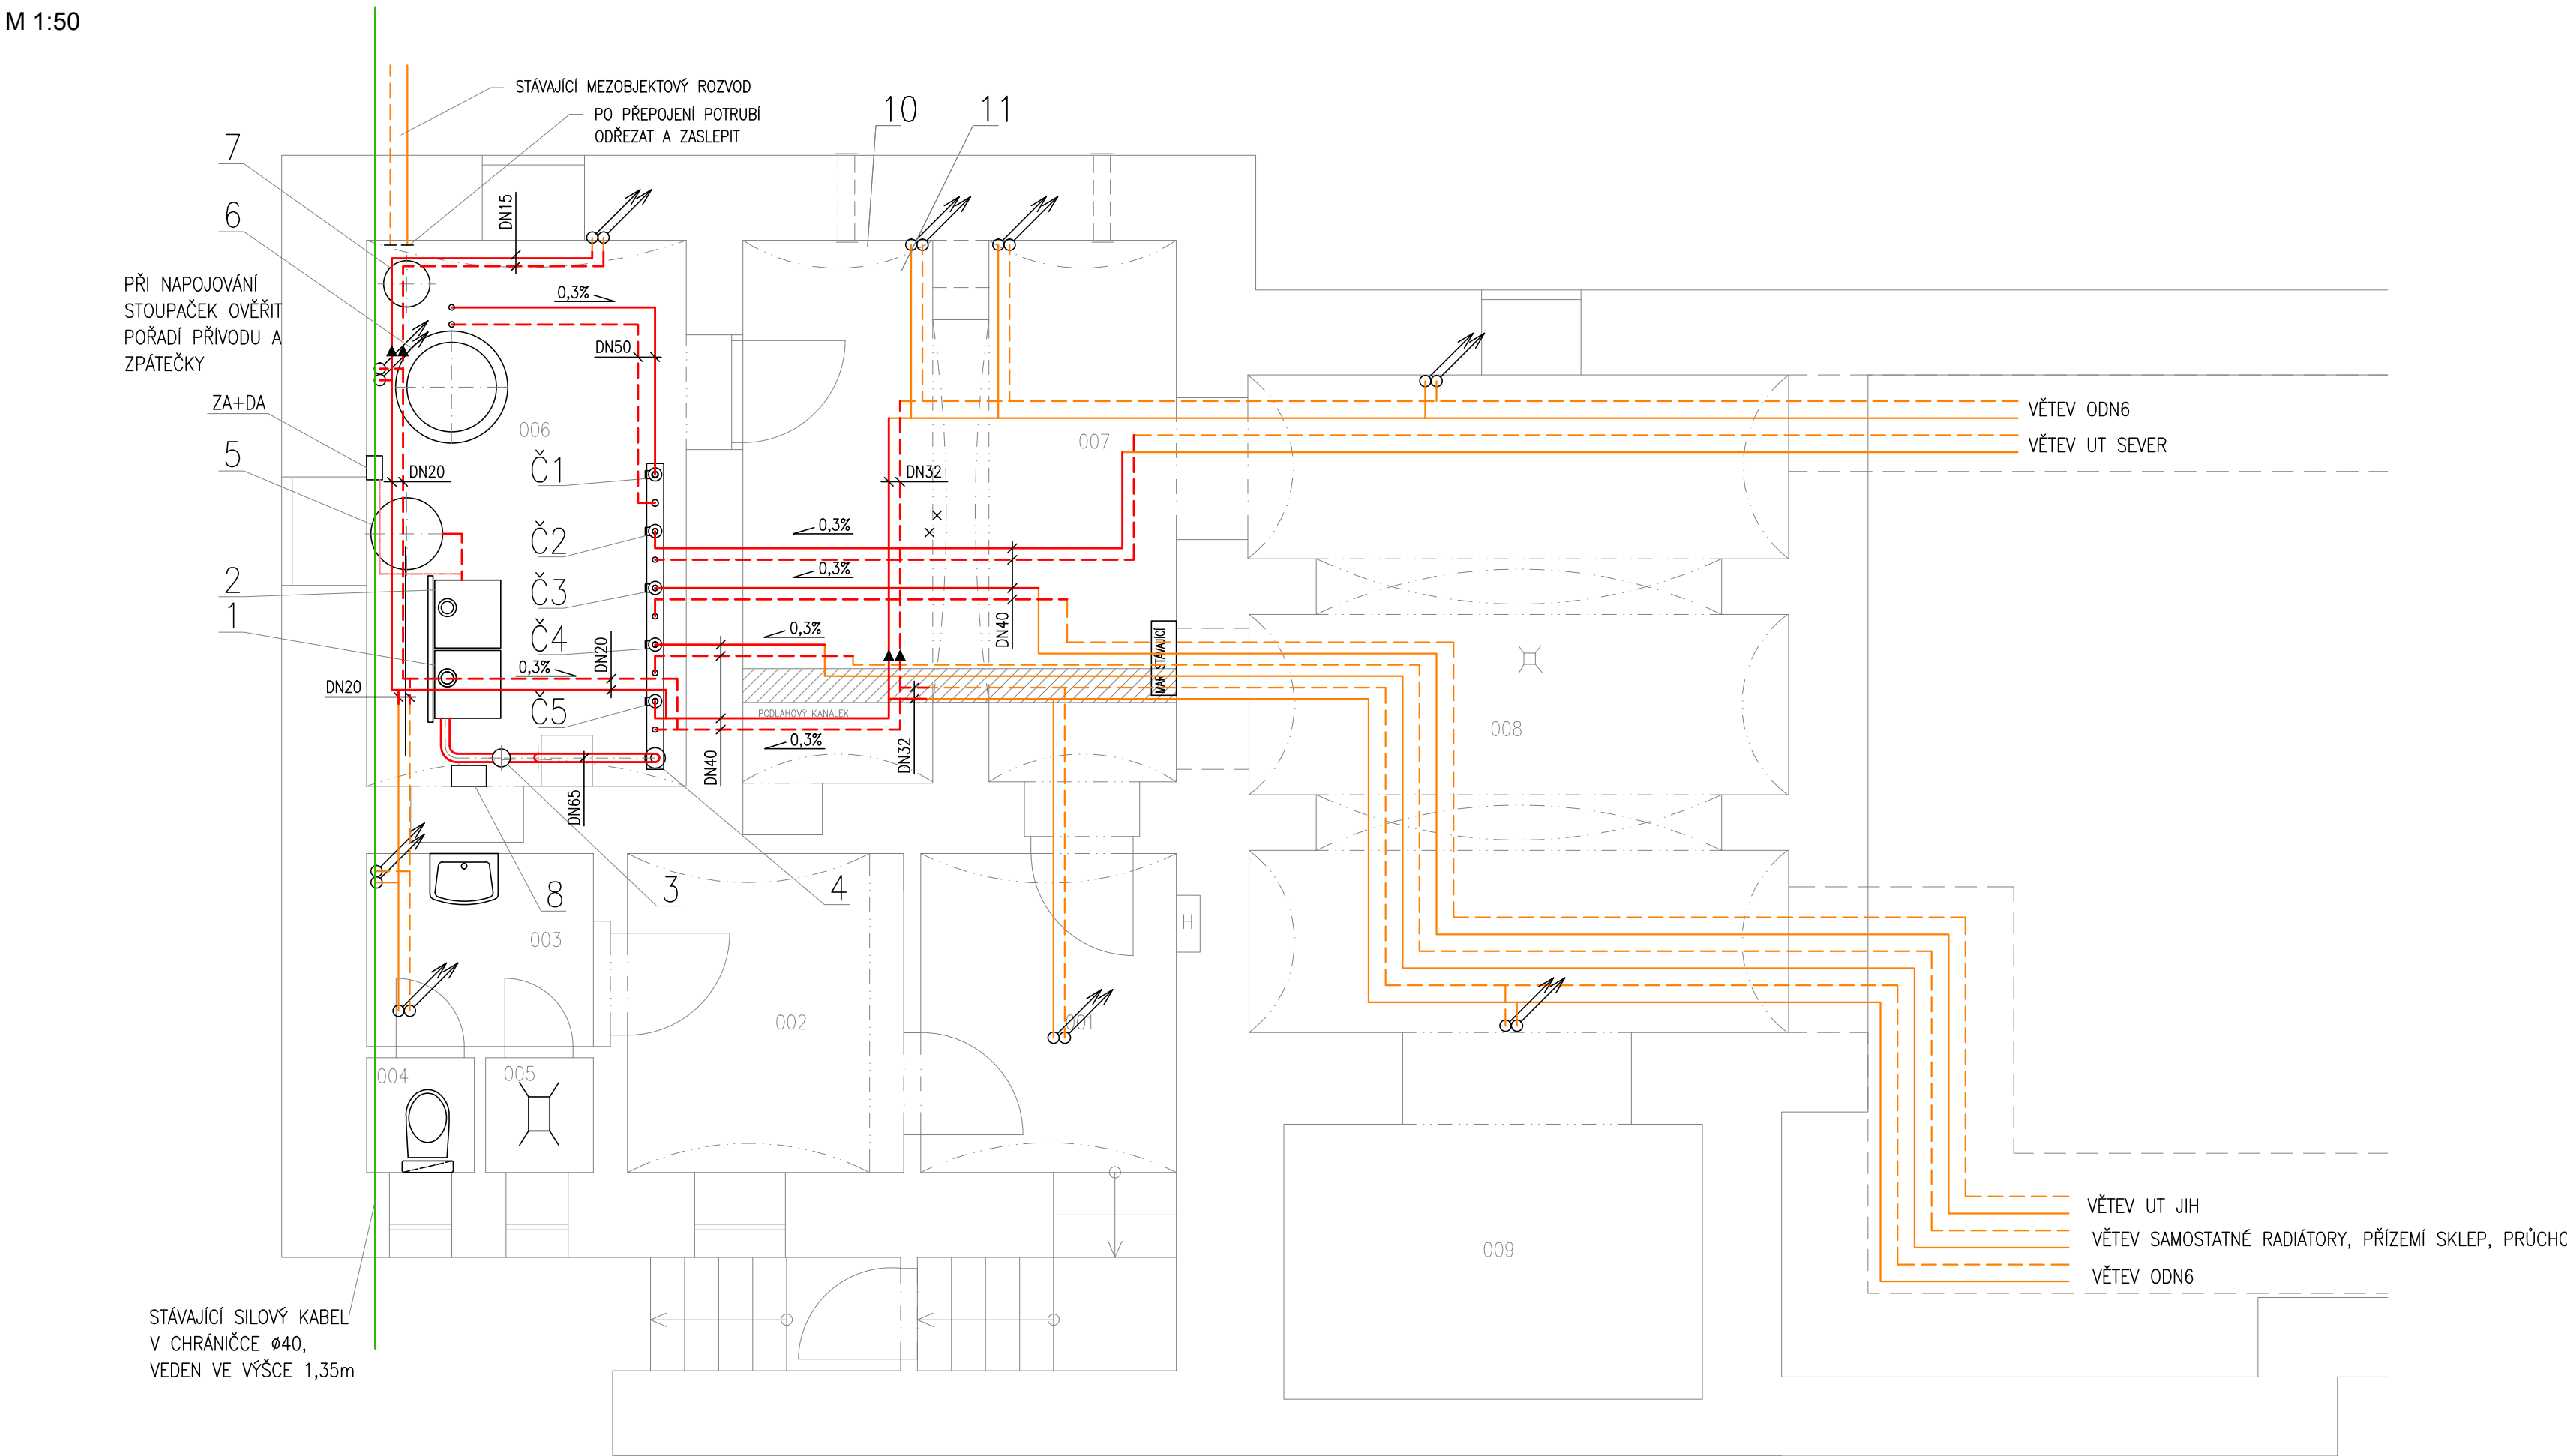 M 1:50
STÁVAJÍCÍ MEZOBJEKTOVÝ ROZVOD
PO PŘEPOJENÍ POTRUBÍ
ODŘEZAT A ZASLEPIT
10
11
7
6
DN15
PŘI NAPOJOVÁNÍ
STOUPAČEK OVĚŘIT
POŘADÍ PŘÍVODU A
ZPÁTEČKY
0,3%
DN50
ZA+DA
006
007
VĚTEV ODN6
VĚTEV UT SEVER
5
DN20
Č1
DN32
Č2
0,3%
2
Č3
0,3%
1
Č4
DN20
0,3%
DN40
MAR STÁVAJÍCÍ
0,3%
DN20
Č5
PODLAHOVÝ KANÁLEK
008
0,3%
DN40
DN32
DN65
8
3
4
003
H
002
001
004
005
VĚTEV UT JIH
VĚTEV SAMOSTATNÉ RADIÁTORY, PŘÍZEMÍ SKLEP, PRŮCHO
VĚTEV ODN6
009
STÁVAJÍCÍ SILOVÝ KABEL
V CHRÁNIČCE ø40,
VEDEN VE VÝŠCE 1,35m